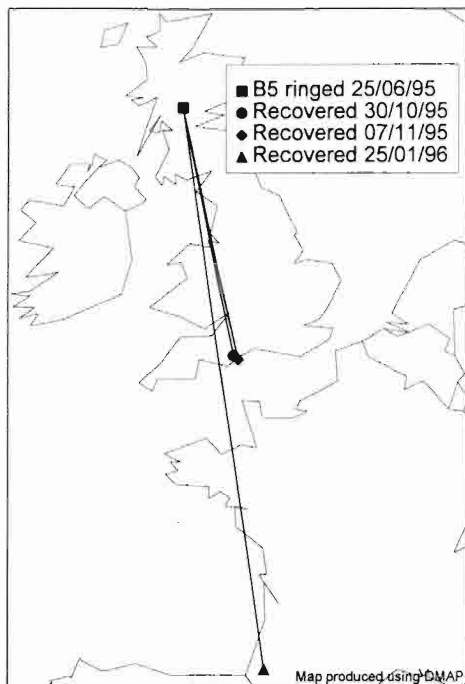 B5 ringed 25/06/95
Recovered 30/10/95
Recovered 07/11/95
Recovered 25/01/96
Map produced using DMAP